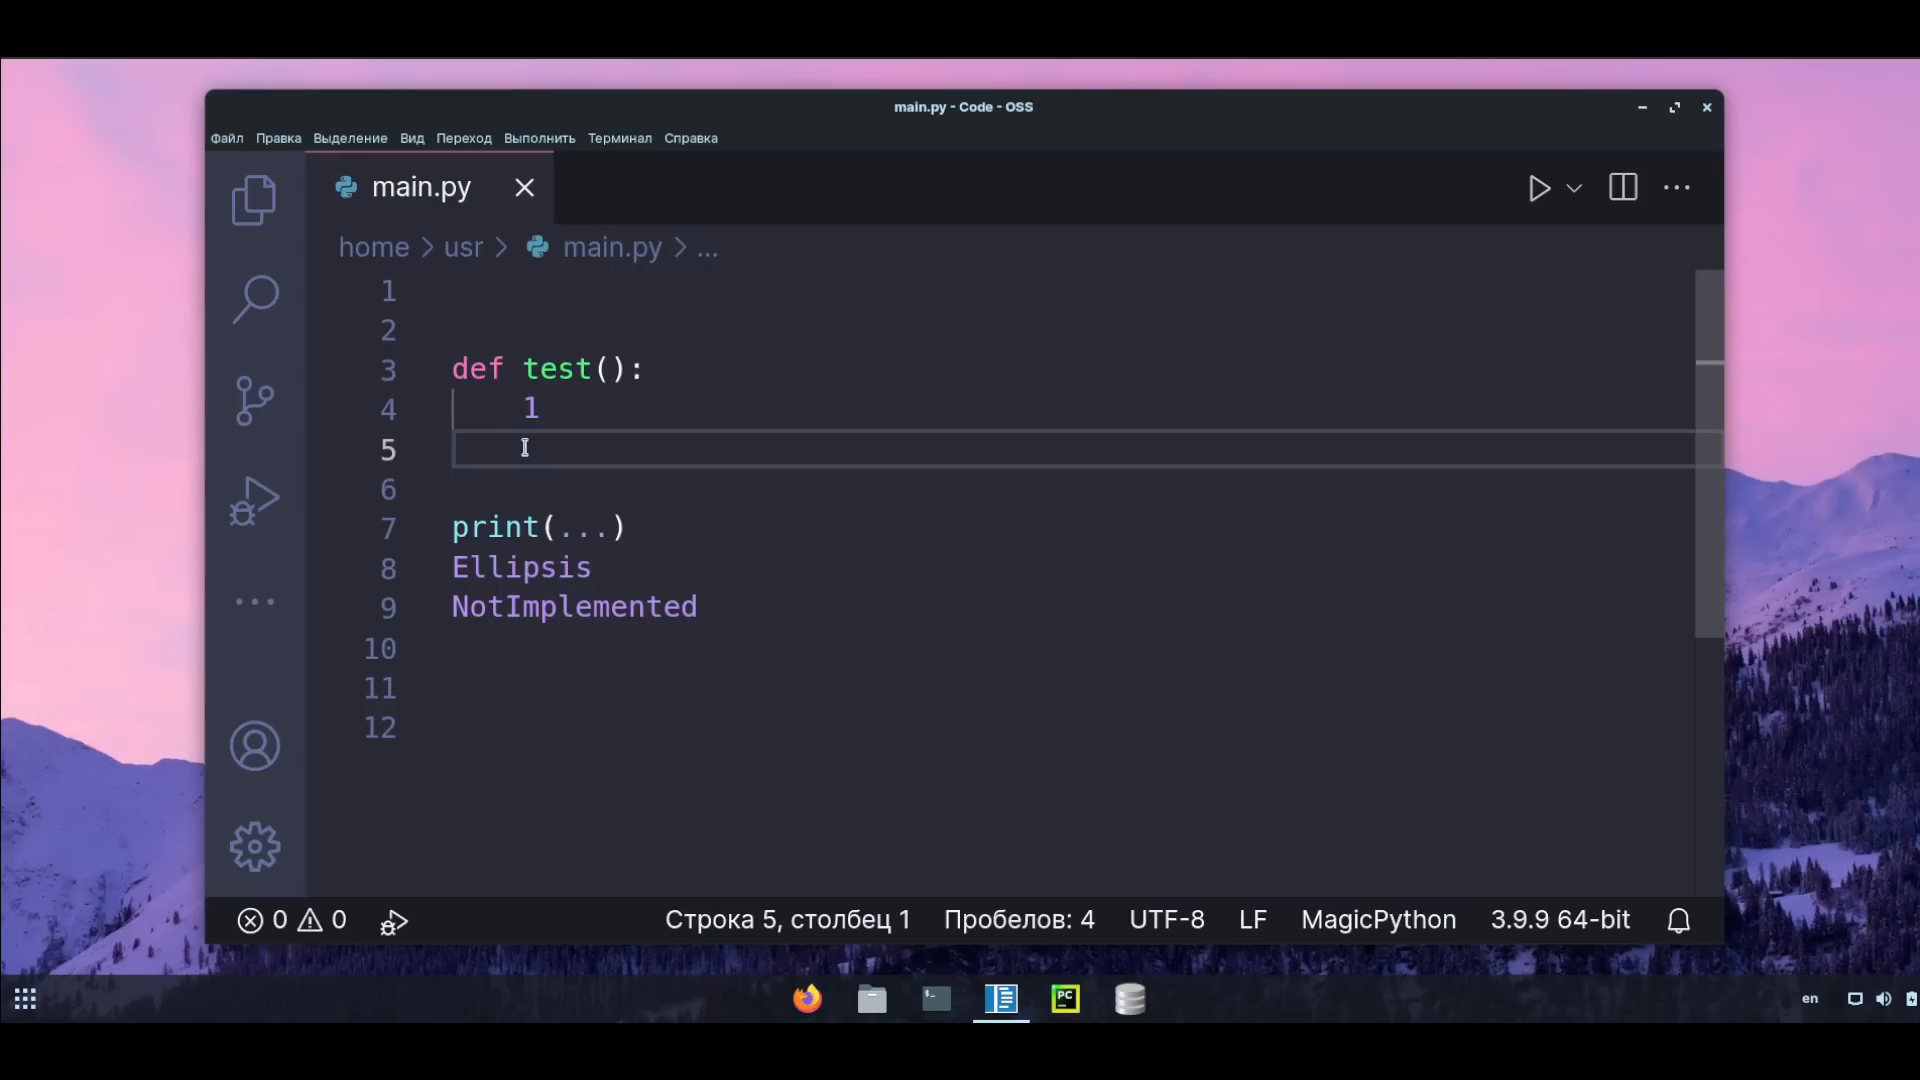 main.py - Code - OSS
Файл Правка Выделение Вид Переход Выполнить Терминал Справка
main.py
home > usr > main.py > ...
1
2
3 def test():
4     1
5
6
7 print(...)
8 Ellipsis
9 NotImplemented
10
11
12
0 0 Строка 5, столбец 1 Пробелов: 4 UTF-8 LF MagicPython 3.9.9 64-bit
PC
en